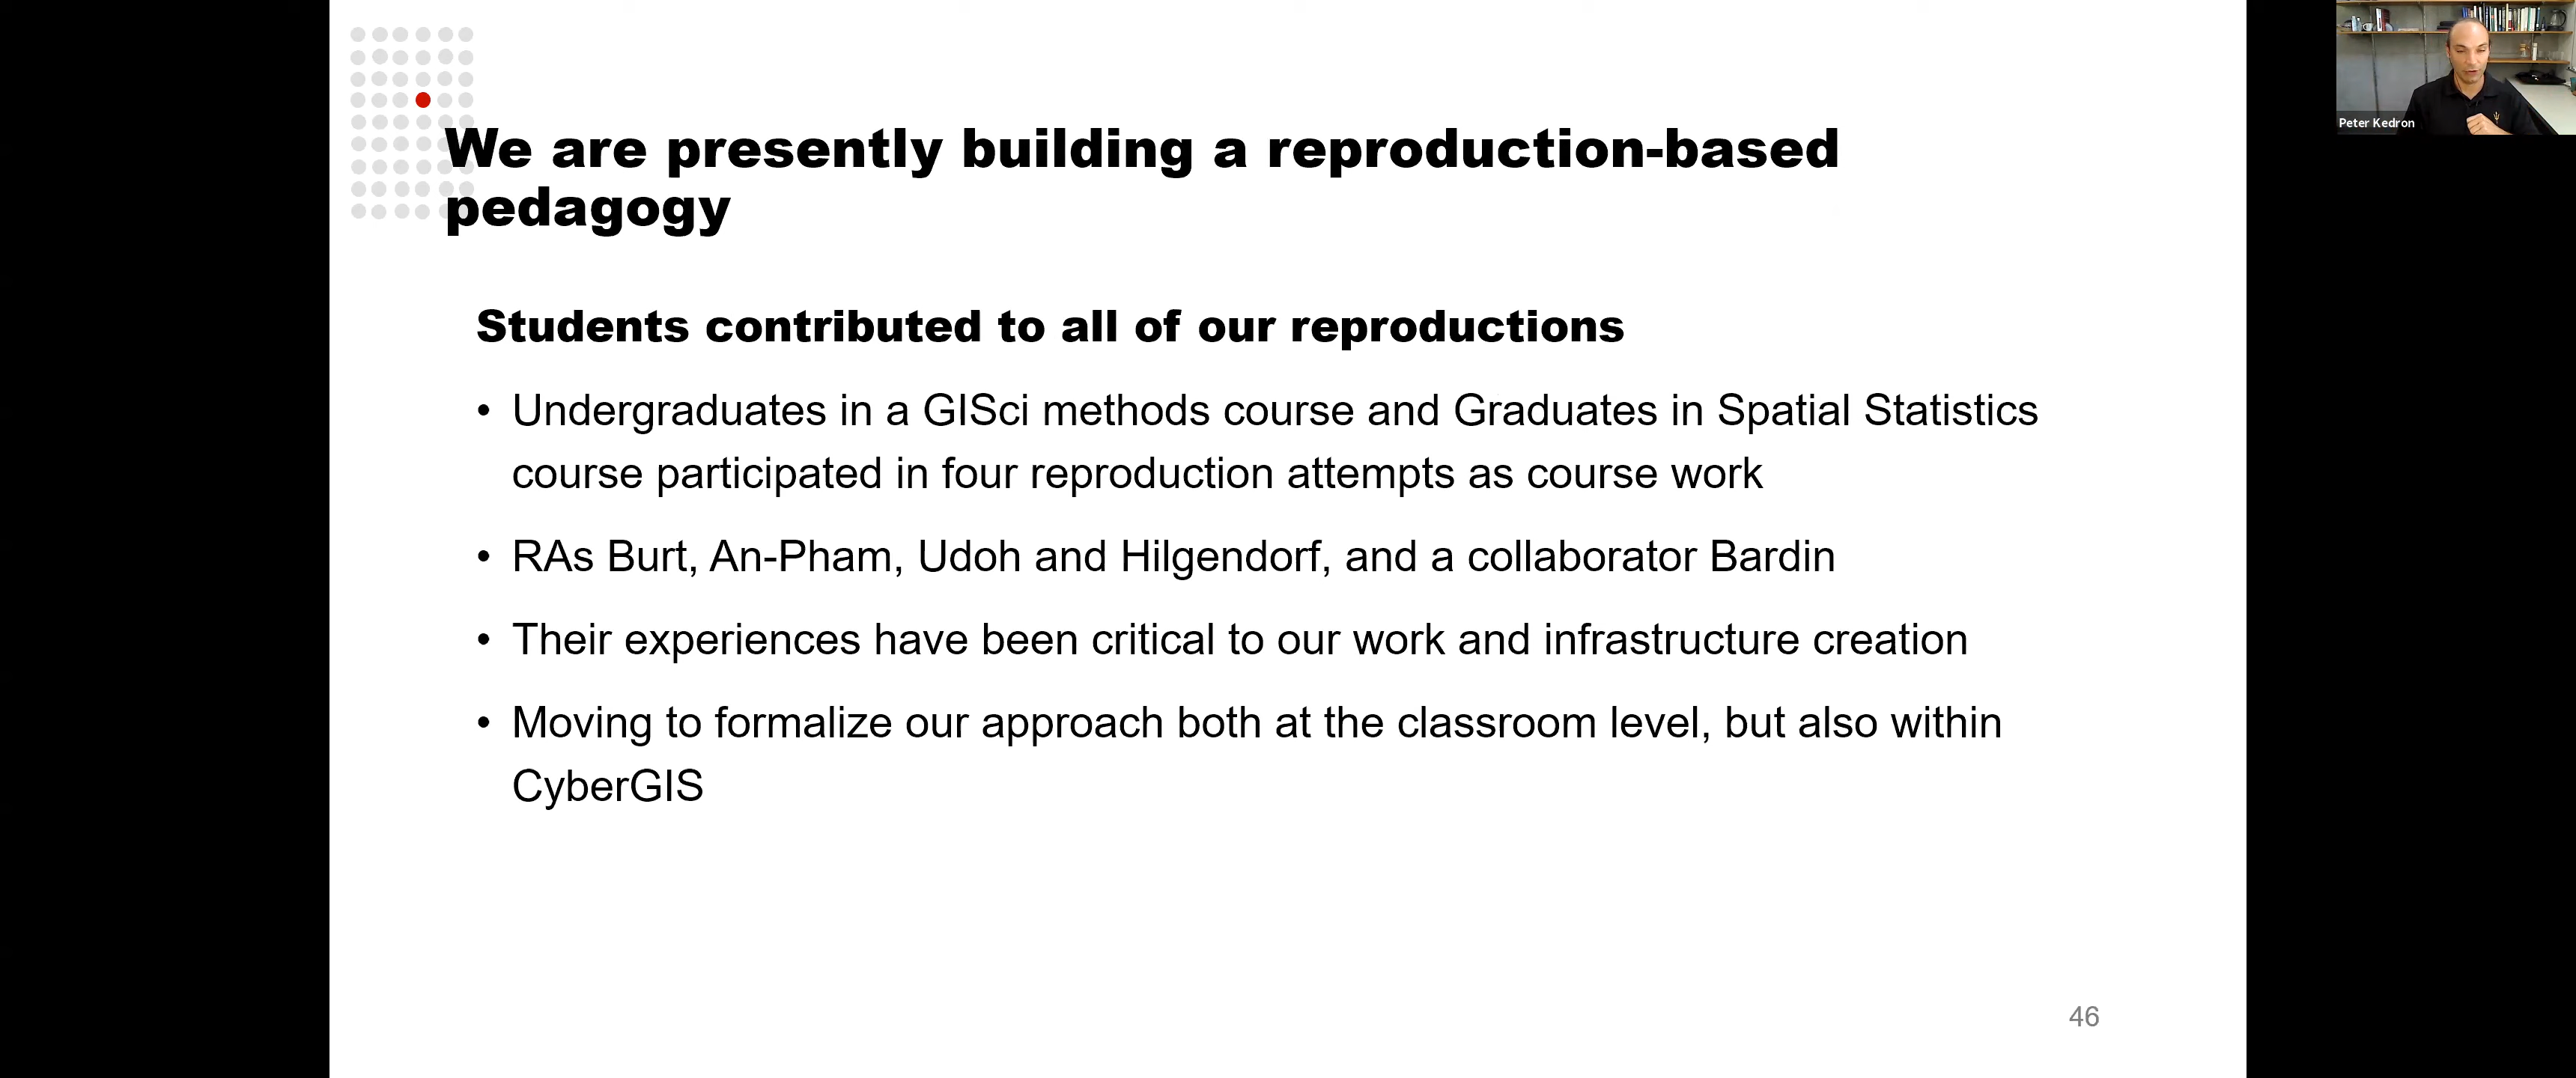 We are presently building a reproduction-based
pedagogy
Students contributed to all of our reproductions
• Undergraduates in a GISci methods course and Graduates in Spatial Statistics
course participated in four reproduction attempts as course work
• RAs Burt, An-Pham, Udoh and Hilgendorf, and a collaborator Bardin
• Their experiences have been critical to our work and infrastructure creation
• Moving to formalize our approach both at the classroom level, but also within
CyberGIS
46
Peter Kedron